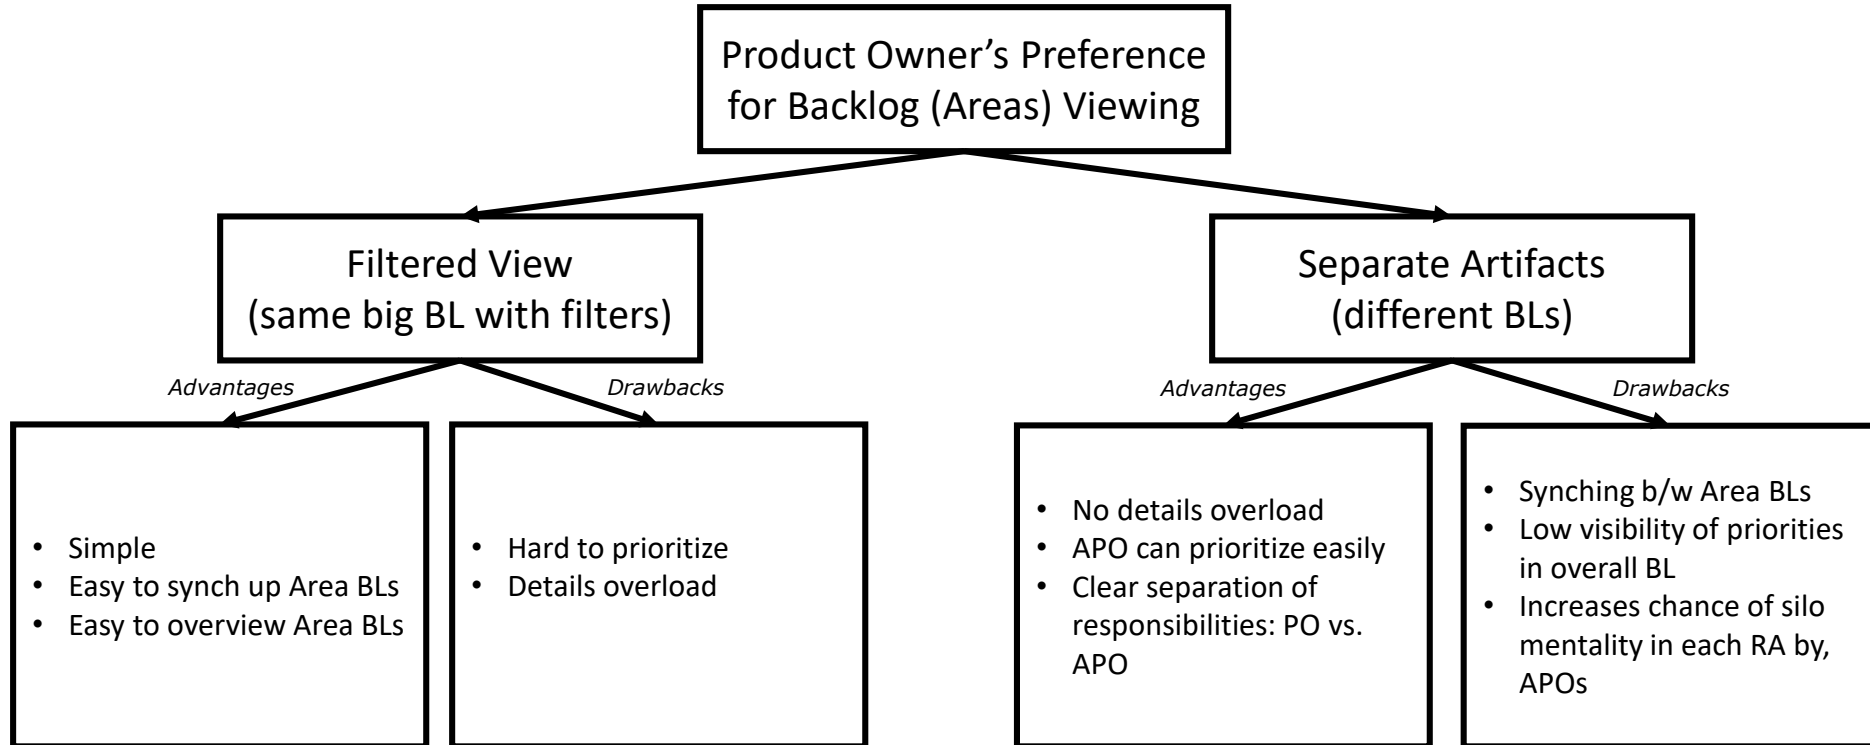 Product Owner’s Preference
for Backlog (Areas) Viewing
Filtered View
(same big BL with filters)
Separate Artifacts
(different BLs)
Advantages
Drawbacks
Advantages
Drawbacks
• Simple
• Easy to synch up Area BLs
• Easy to overview Area BLs
• Hard to prioritize
• Details overload
• No details overload
• APO can prioritize easily
• Clear separation of
responsibilities: PO vs.
APO
• Synching b/w Area BLs
• Low visibility of priorities
in overall BL
• Increases chance of silo
mentality in each RA by,
APOs